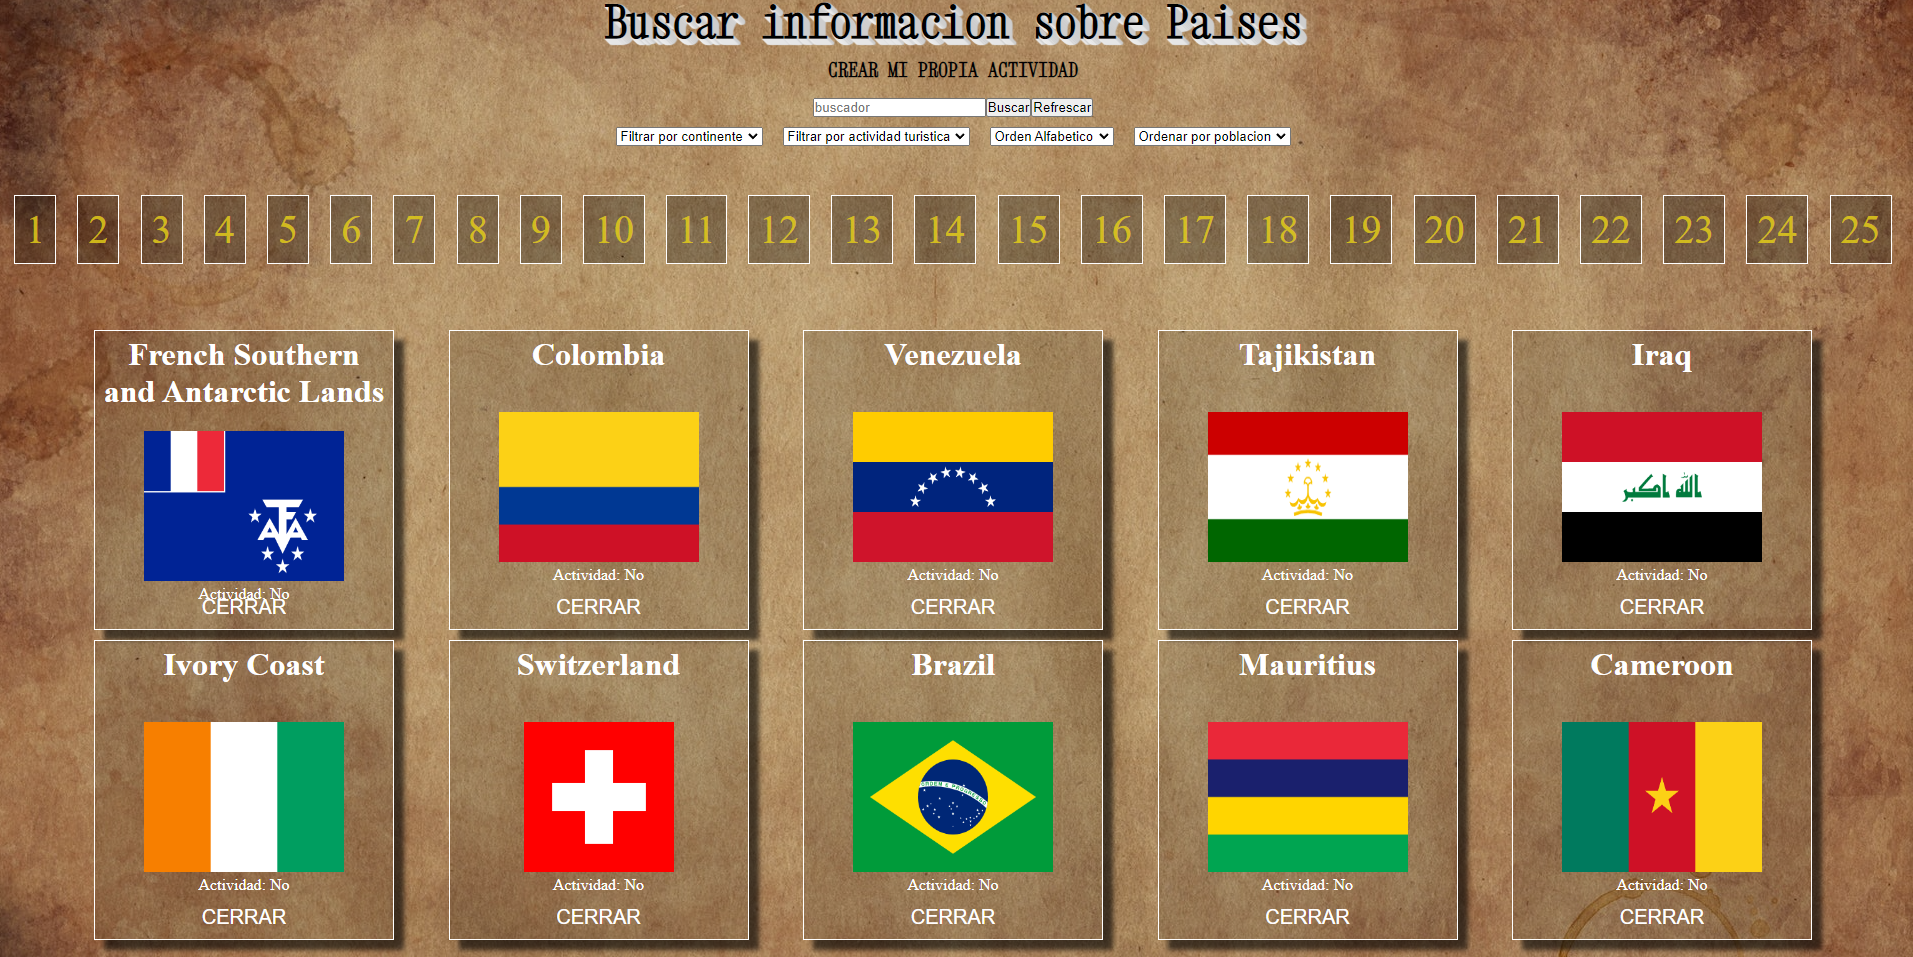 Buscar informacion sobre Paises
CREAR MI PROPIA ACTIVIDAD
buscador Buscar Refrescar
Filtrar por continente Filtrar por actividad turistica Orden Alfabetico Ordenar por poblacion
1 2 3 4 5 6 7 8 9 10 11 12 13 14 15 16 17 18 19 20 21 22 23 24 25
French Southern
and Antarctic Lands
Actividad: No
CERRAR
Colombia
Actividad: No
CERRAR
Venezuela
Actividad: No
CERRAR
Tajikistan
Actividad: No
CERRAR
Iraq
الله اكبر
Actividad: No
CERRAR
Ivory Coast
Actividad: No
CERRAR
Switzerland
Actividad: No
CERRAR
Brazil
ORDEM E PROGRESSO
Actividad: No
CERRAR
Mauritius
Actividad: No
CERRAR
Cameroon
Actividad: No
CERRAR